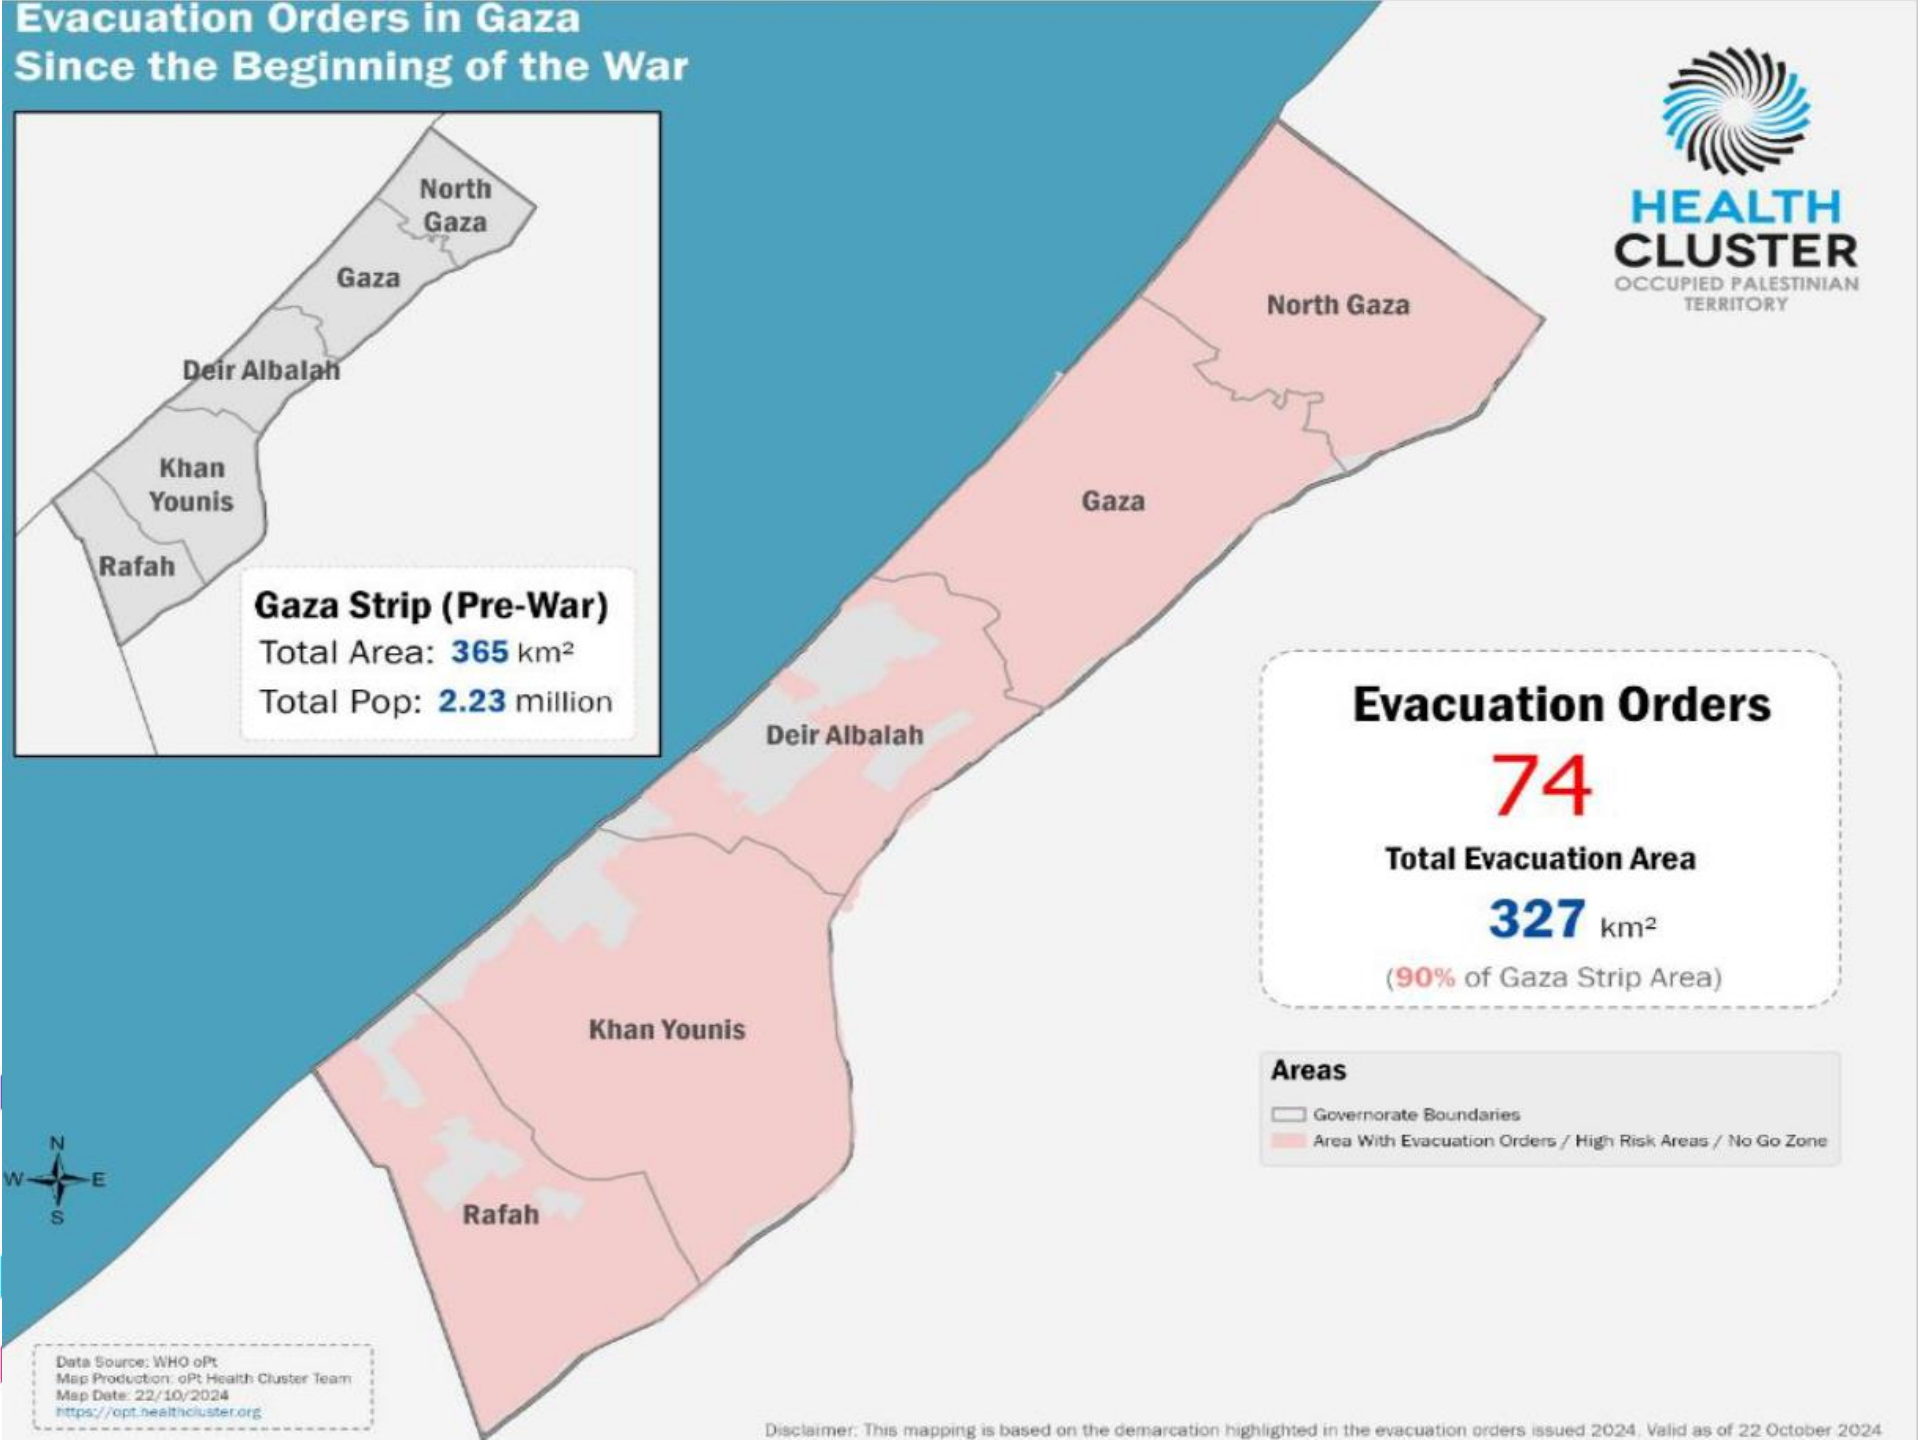 Evacuation Orders in Gaza
Since the Beginning of the War
North
Gaza
Gaza
Deir Albalah
Khan
Younis
Rafah
Gaza Strip (Pre-War)
Total Area: 365 km²
Total Pop: 2.23 million
HEALTH
CLUSTER
OCCUPIED PALESTINIAN
TERRITORY
North Gaza
Gaza
Deir Albalah
Khan Younis
Rafah
Evacuation Orders
74
Total Evacuation Area
327 km²
(90% of Gaza Strip Area)
Areas
Governorate Boundaries
Area With Evacuation Orders / High Risk Areas / No Go Zone
N
W E
S
Data Source: WHO oPt
Map Production: oPt Health Cluster Team
Map Date: 22/10/2024
https://opt.healthcluster.org
Disclaimer: This mapping is based on the demarcation highlighted in the evacuation orders issued 2024. Valid as of 22 October 2024